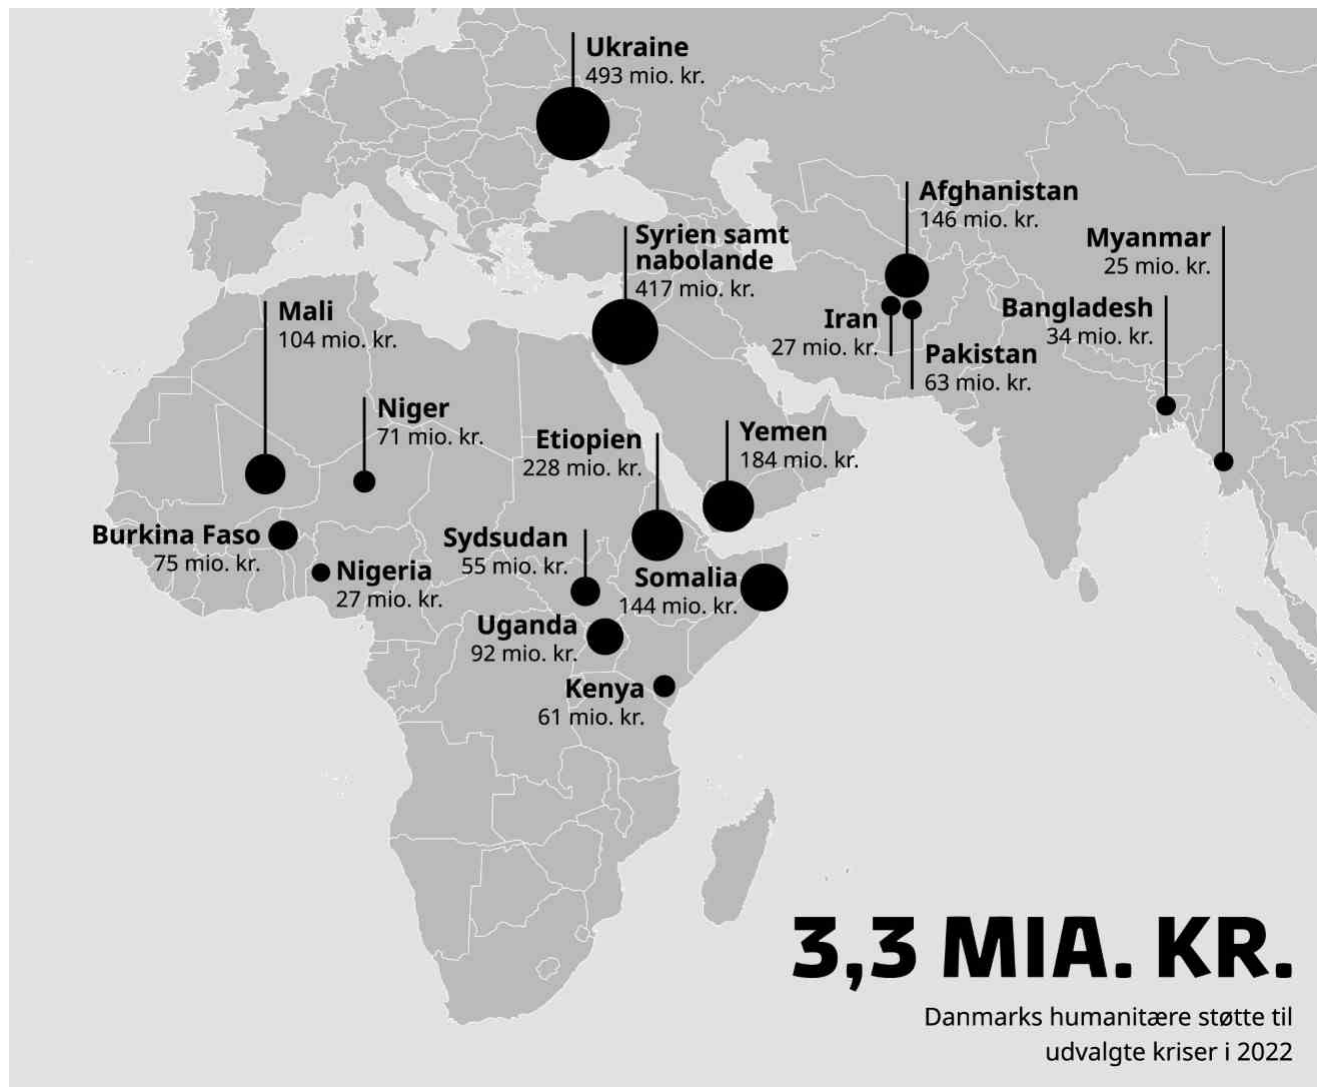 Ukraine
493 mio. kr.
Afghanistan
146 mio. kr.
Syrien samt
nabolande
417 mio. kr.
Myanmar
25 mio. kr.
Mali
104 mio. kr.
Iran
27 mio. kr.
Bangladesh
34 mio. kr.
Pakistan
63 mio. kr.
Niger
71 mio. kr.
Etiopien
228 mio. kr.
Yemen
184 mio. kr.
Burkina Faso
75 mio. kr.
Nigeria
27 mio. kr.
Sydsudan
55 mio. kr.
Somalia
144 mio. kr.
Uganda
92 mio. kr.
Kenya
61 mio. kr.
3,3 MIA. KR.
Danmarks humanitære støtte til
udvalgte kriser i 2022